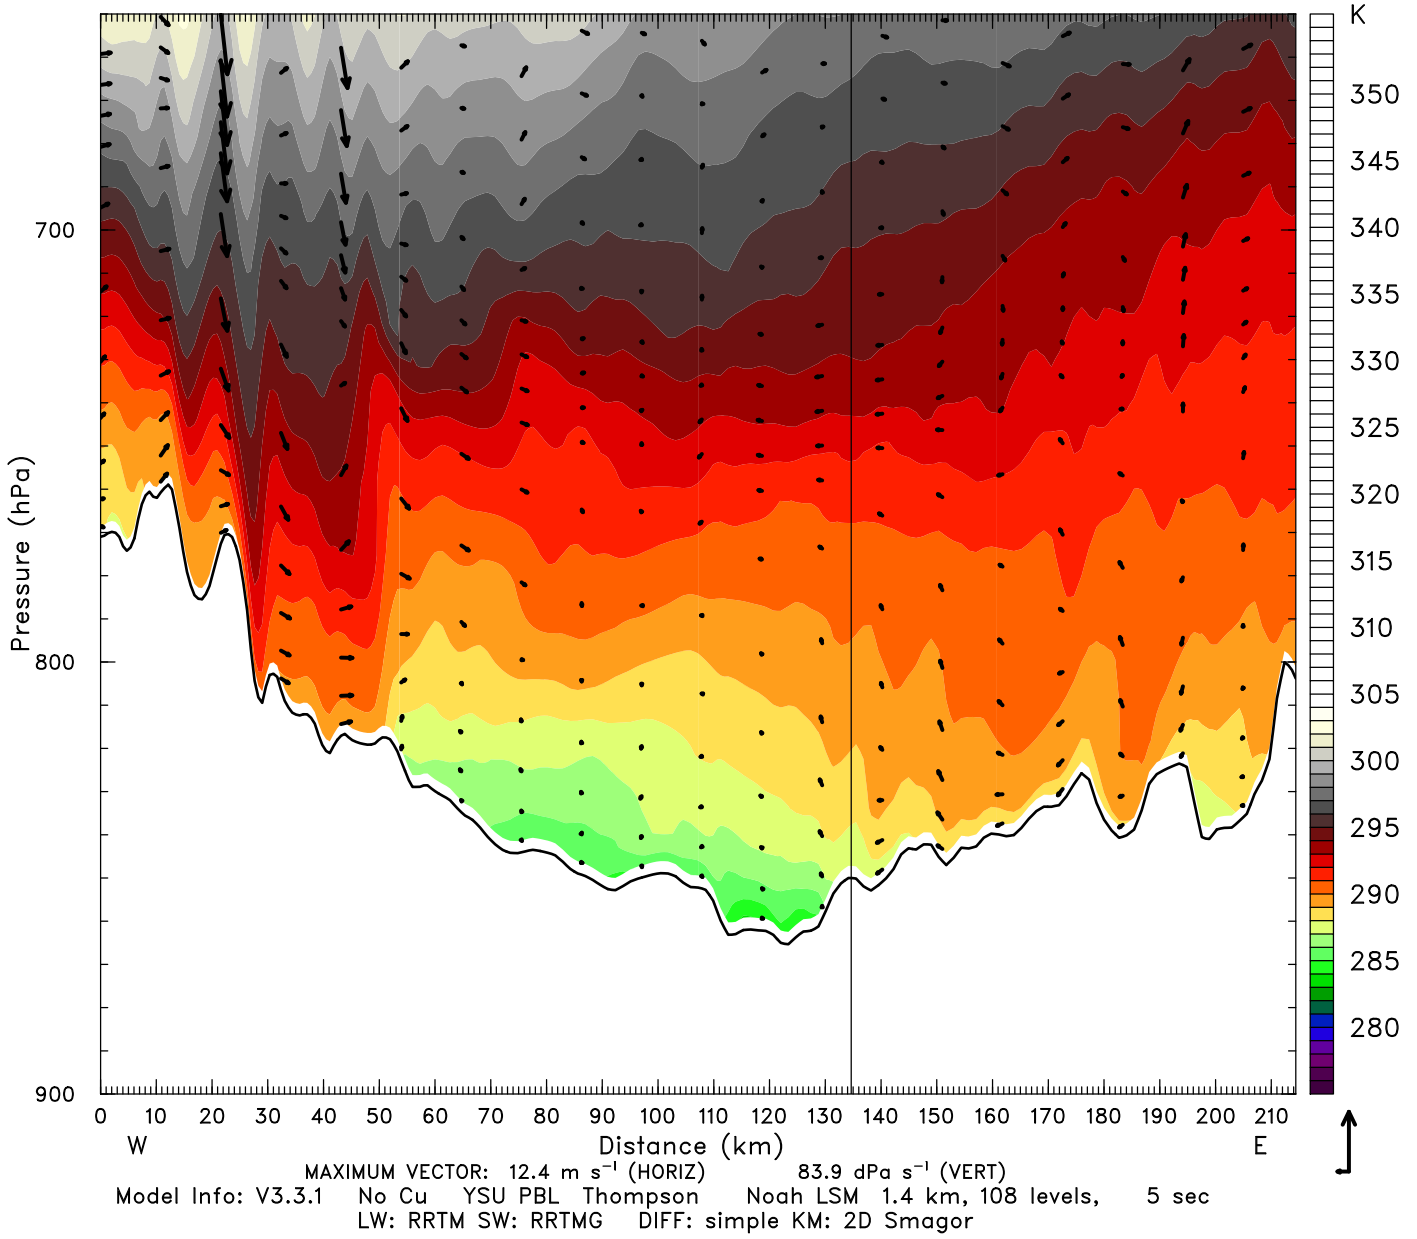 K
350
345
340
335
330
325
320
315
310
305
300
295
290
285
280
700
800
900
Pressure (hPa)
0 10 20 30 40 50 60 70 80 90 100 110 120 130 140 150 160 170 180 190 200 210
W Distance (km) E
MAXIMUM VECTOR: 12.4 m s⁻¹ (HORIZ) 83.9 dPa s⁻¹ (VERT)
Model Info: V3.3.1 No Cu YSU PBL Thompson Noah LSM 1.4 km, 108 levels, 5 sec
LW: RRTM SW: RRTMG DIFF: simple KM: 2D Smagor